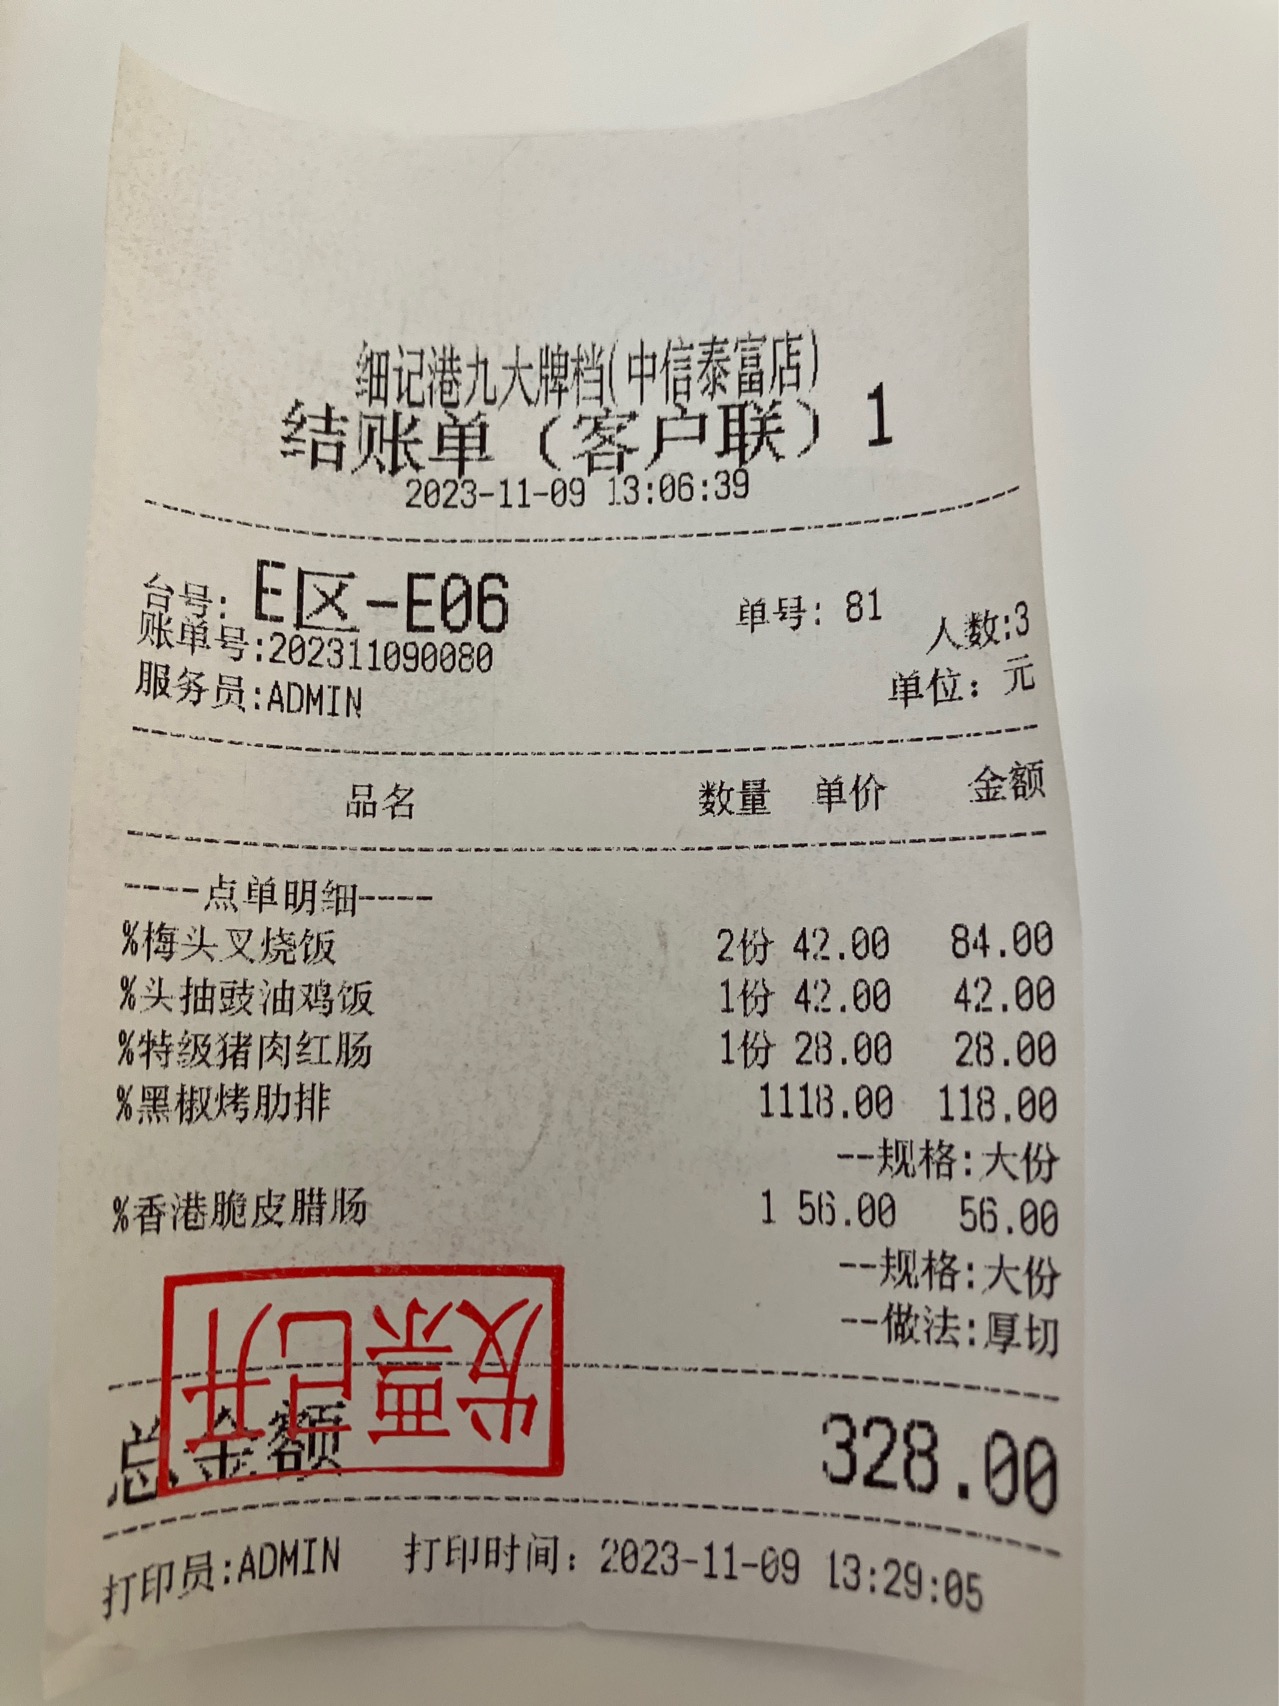 细记港九大牌档(中信泰富店)
结账单（客户联）1
2023-11-09 13:06:39
台号: E区-E06 单号: 81 人数:3
账单号:202311090080
服务员:ADMIN 单位: 元
品名 数量 单价 金额
----点单明细----
%梅头叉烧饭 2份 42.00 84.00
%头抽豉油鸡饭 1份 42.00 42.00
%特级猪肉红肠 1份 28.00 28.00
%黑椒烤肋排 1118.00 118.00
--规格:大份
%香港脆皮腊肠 1 56.00 56.00
--规格:大份
--做法:厚切
发票已开
总金额 328.00
打印员:ADMIN 打印时间: 2023-11-09 13:29:05